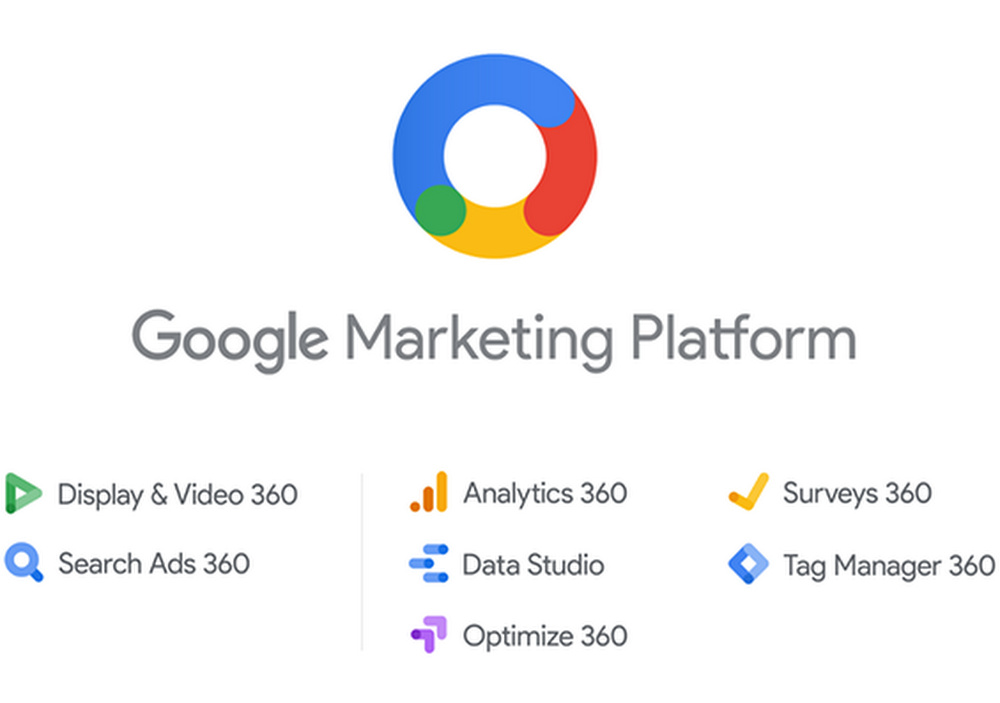 Google Marketing Platform
Display & Video 360
Search Ads 360
Analytics 360
Data Studio
Optimize 360
Surveys 360
Tag Manager 360